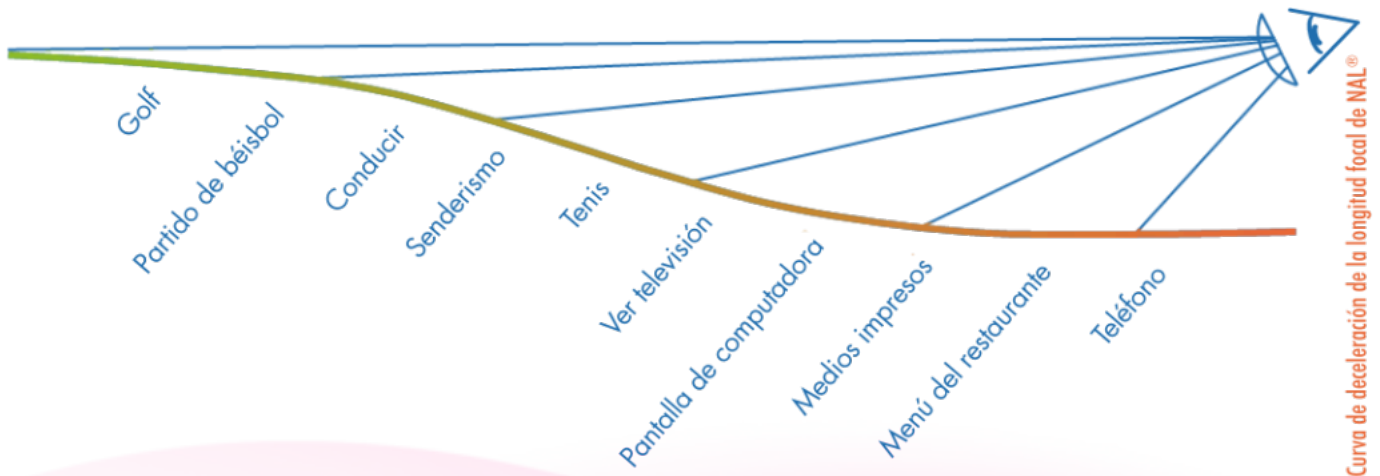 Golf
Partido de béisbol
Conducir
Senderismo
Tenis
Ver televisión
Pantalla de computadora
Medios impresos
Menú del restaurante
Teléfono
Curva de deceleración de la longitud focal de NAL®